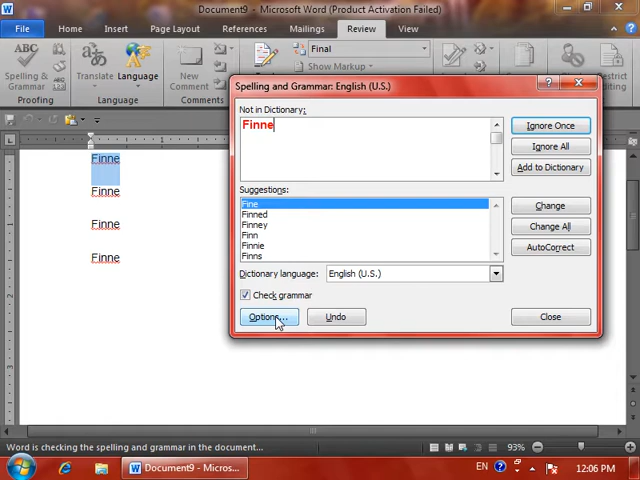 Document9 - Microsoft Word (Product Activation Failed)
File Home Insert Page Layout References Mailings Review View
Spelling &
Grammar
Proofing
Translate
Language
Language
New
Comment
Comments
Final
Show Markup
Restrict
Spelling and Grammar: English (U.S.)
Not in Dictionary:
Finne
Ignore Once
Ignore All
Add to Dictionary
Suggestions:
Fine
Finned
Finney
Finn
Finnie
Finns
Change
Change All
AutoCorrect
Dictionary language: English (U.S.)
Check grammar
Options... Undo Close
Finne
Finne
Finne
Finne
Word is checking the spelling and grammar in the document... 93%
Document9 - Micros... EN 12:06 PM